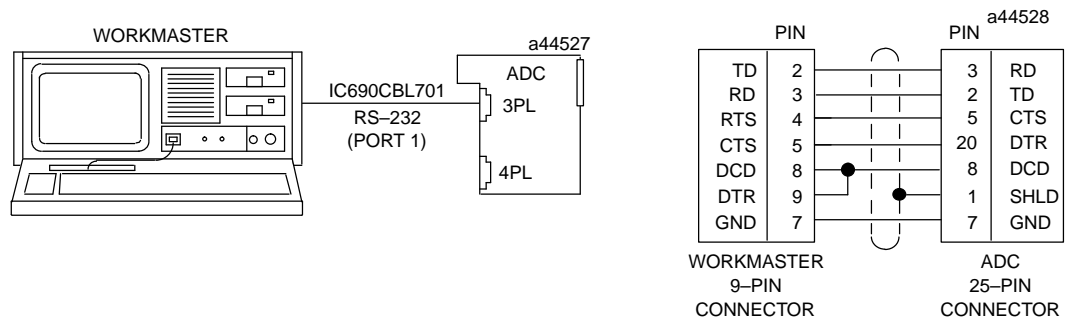 WORKMASTER
a44527
ADC
IC690CBL701
3PL
RS–232
(PORT 1)
4PL
a44528
PIN PIN
TD 2 3 RD
RD 3 2 TD
RTS 4 5 CTS
CTS 5 20 DTR
DCD 8 8 DCD
DTR 9 1 SHLD
GND 7 7 GND
WORKMASTER
9–PIN
CONNECTOR
ADC
25–PIN
CONNECTOR